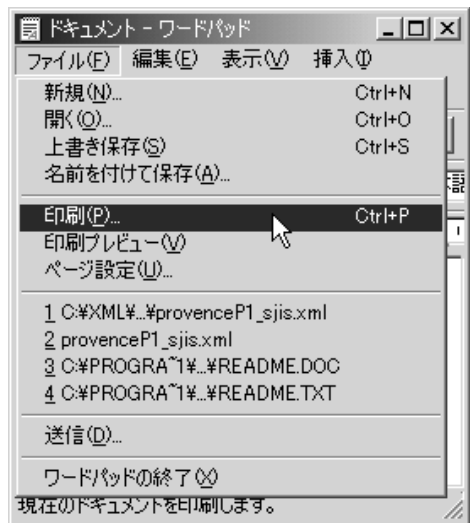 ドキュメント - ワードパッド
ファイル(F) 編集(E) 表示(V) 挿入(I)
新規(N)... Ctrl+N
開く(O)... Ctrl+O
上書き保存(S) Ctrl+S
名前を付けて保存(A)...
印刷(P)... Ctrl+P
印刷プレビュー(V)
ページ設定(U)...
1 C:¥XML¥...¥provenceP1_sjis.xml
2 provenceP1_sjis.xml
3 C:¥PROGRA~1¥...¥README.DOC
4 C:¥PROGRA~1¥...¥README.TXT
送信(D)...
ワードパッドの終了(X)
現在のドキュメントを印刷します。